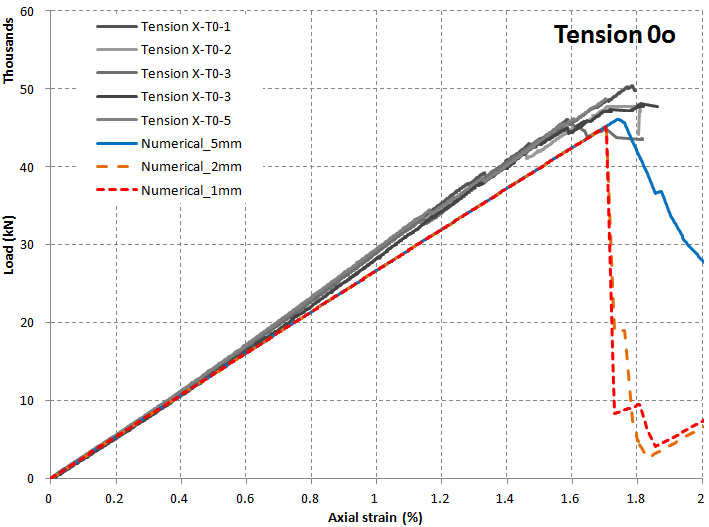 Tension 0o
Thousands
Load (kN)
60
50
40
30
20
10
0
Tension X-T0-1
Tension X-T0-2
Tension X-T0-3
Tension X-T0-3
Tension X-T0-5
Numerical_5mm
Numerical_2mm
Numerical_1mm
0 0.2 0.4 0.6 0.8 1 1.2 1.4 1.6 1.8 2
Axial strain (%)